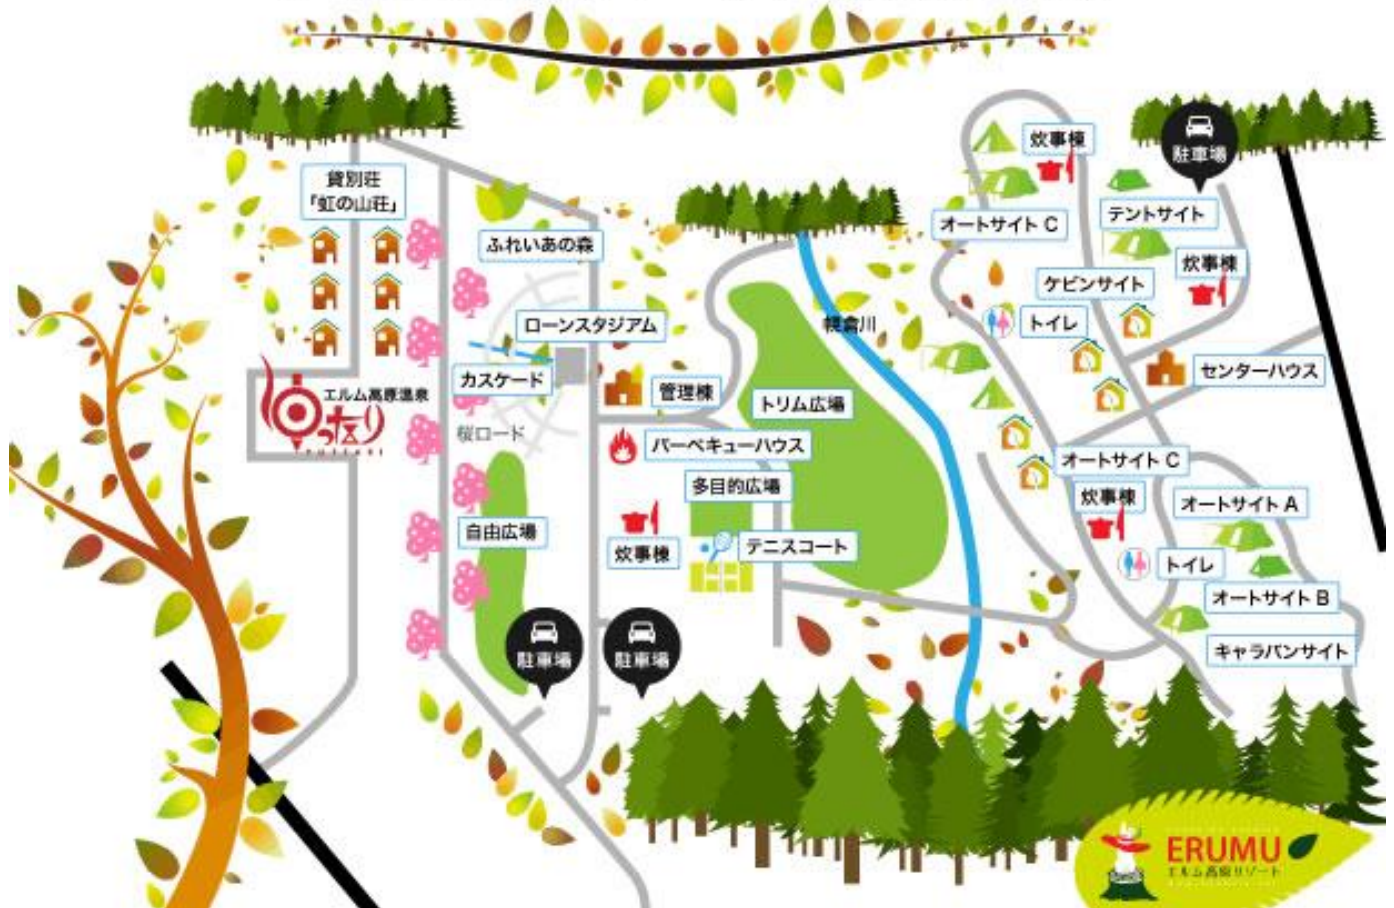 貸別荘
「虹の山荘」
ふれいあの森
ローンスタジアム
カスケード
桜ロード
エルム高原温泉
ゆったり
YUTTARI
管理棟
バーベキューハウス
多目的広場
炊事棟
テニスコート
自由広場
駐車場
駐車場
トリム広場
幌倉川
炊事棟
オートサイト C
駐車場
テントサイト
炊事棟
ケビンサイト
トイレ
センターハウス
オートサイト C
炊事棟
オートサイト A
トイレ
オートサイト B
キャラバンサイト
ERUMU
エルム高原リゾート